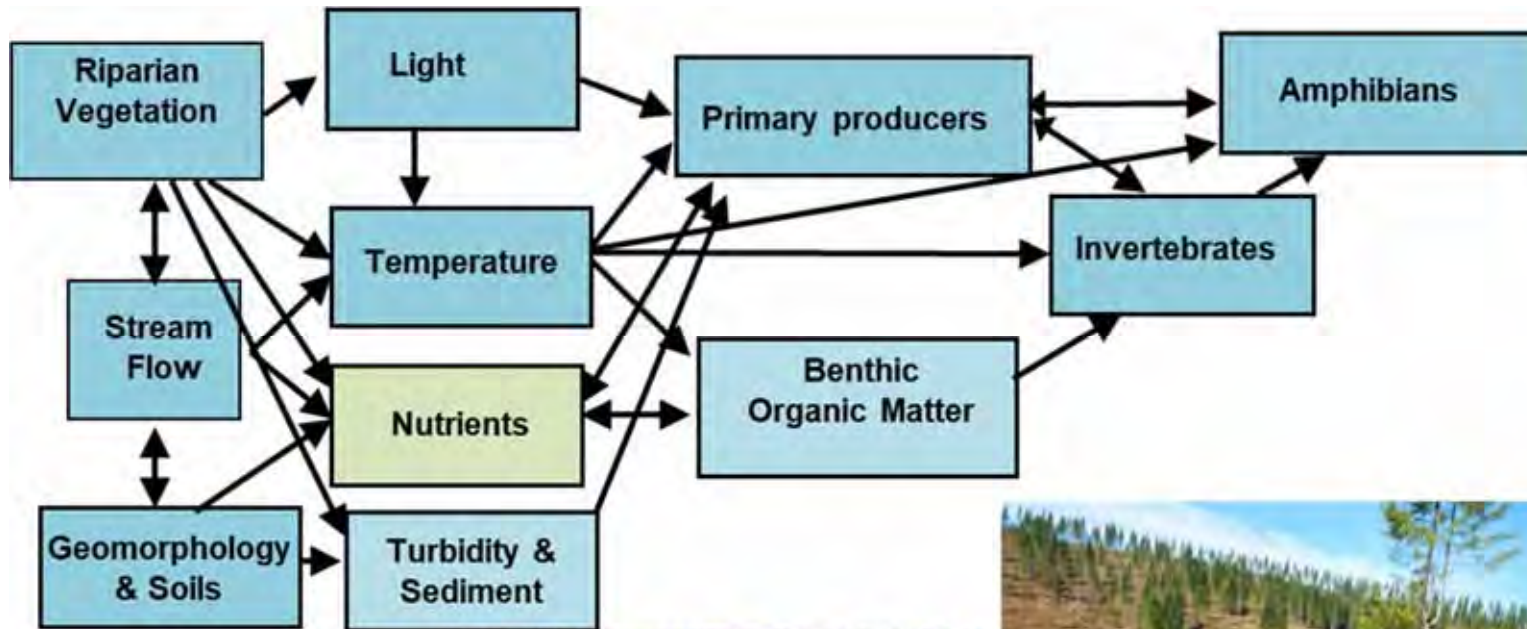 Riparian
Vegetation
Light
Primary producers
Amphibians
Temperature
Invertebrates
Stream
Flow
Nutrients
Benthic
Organic Matter
Geomorphology
& Soils
Turbidity &
Sediment